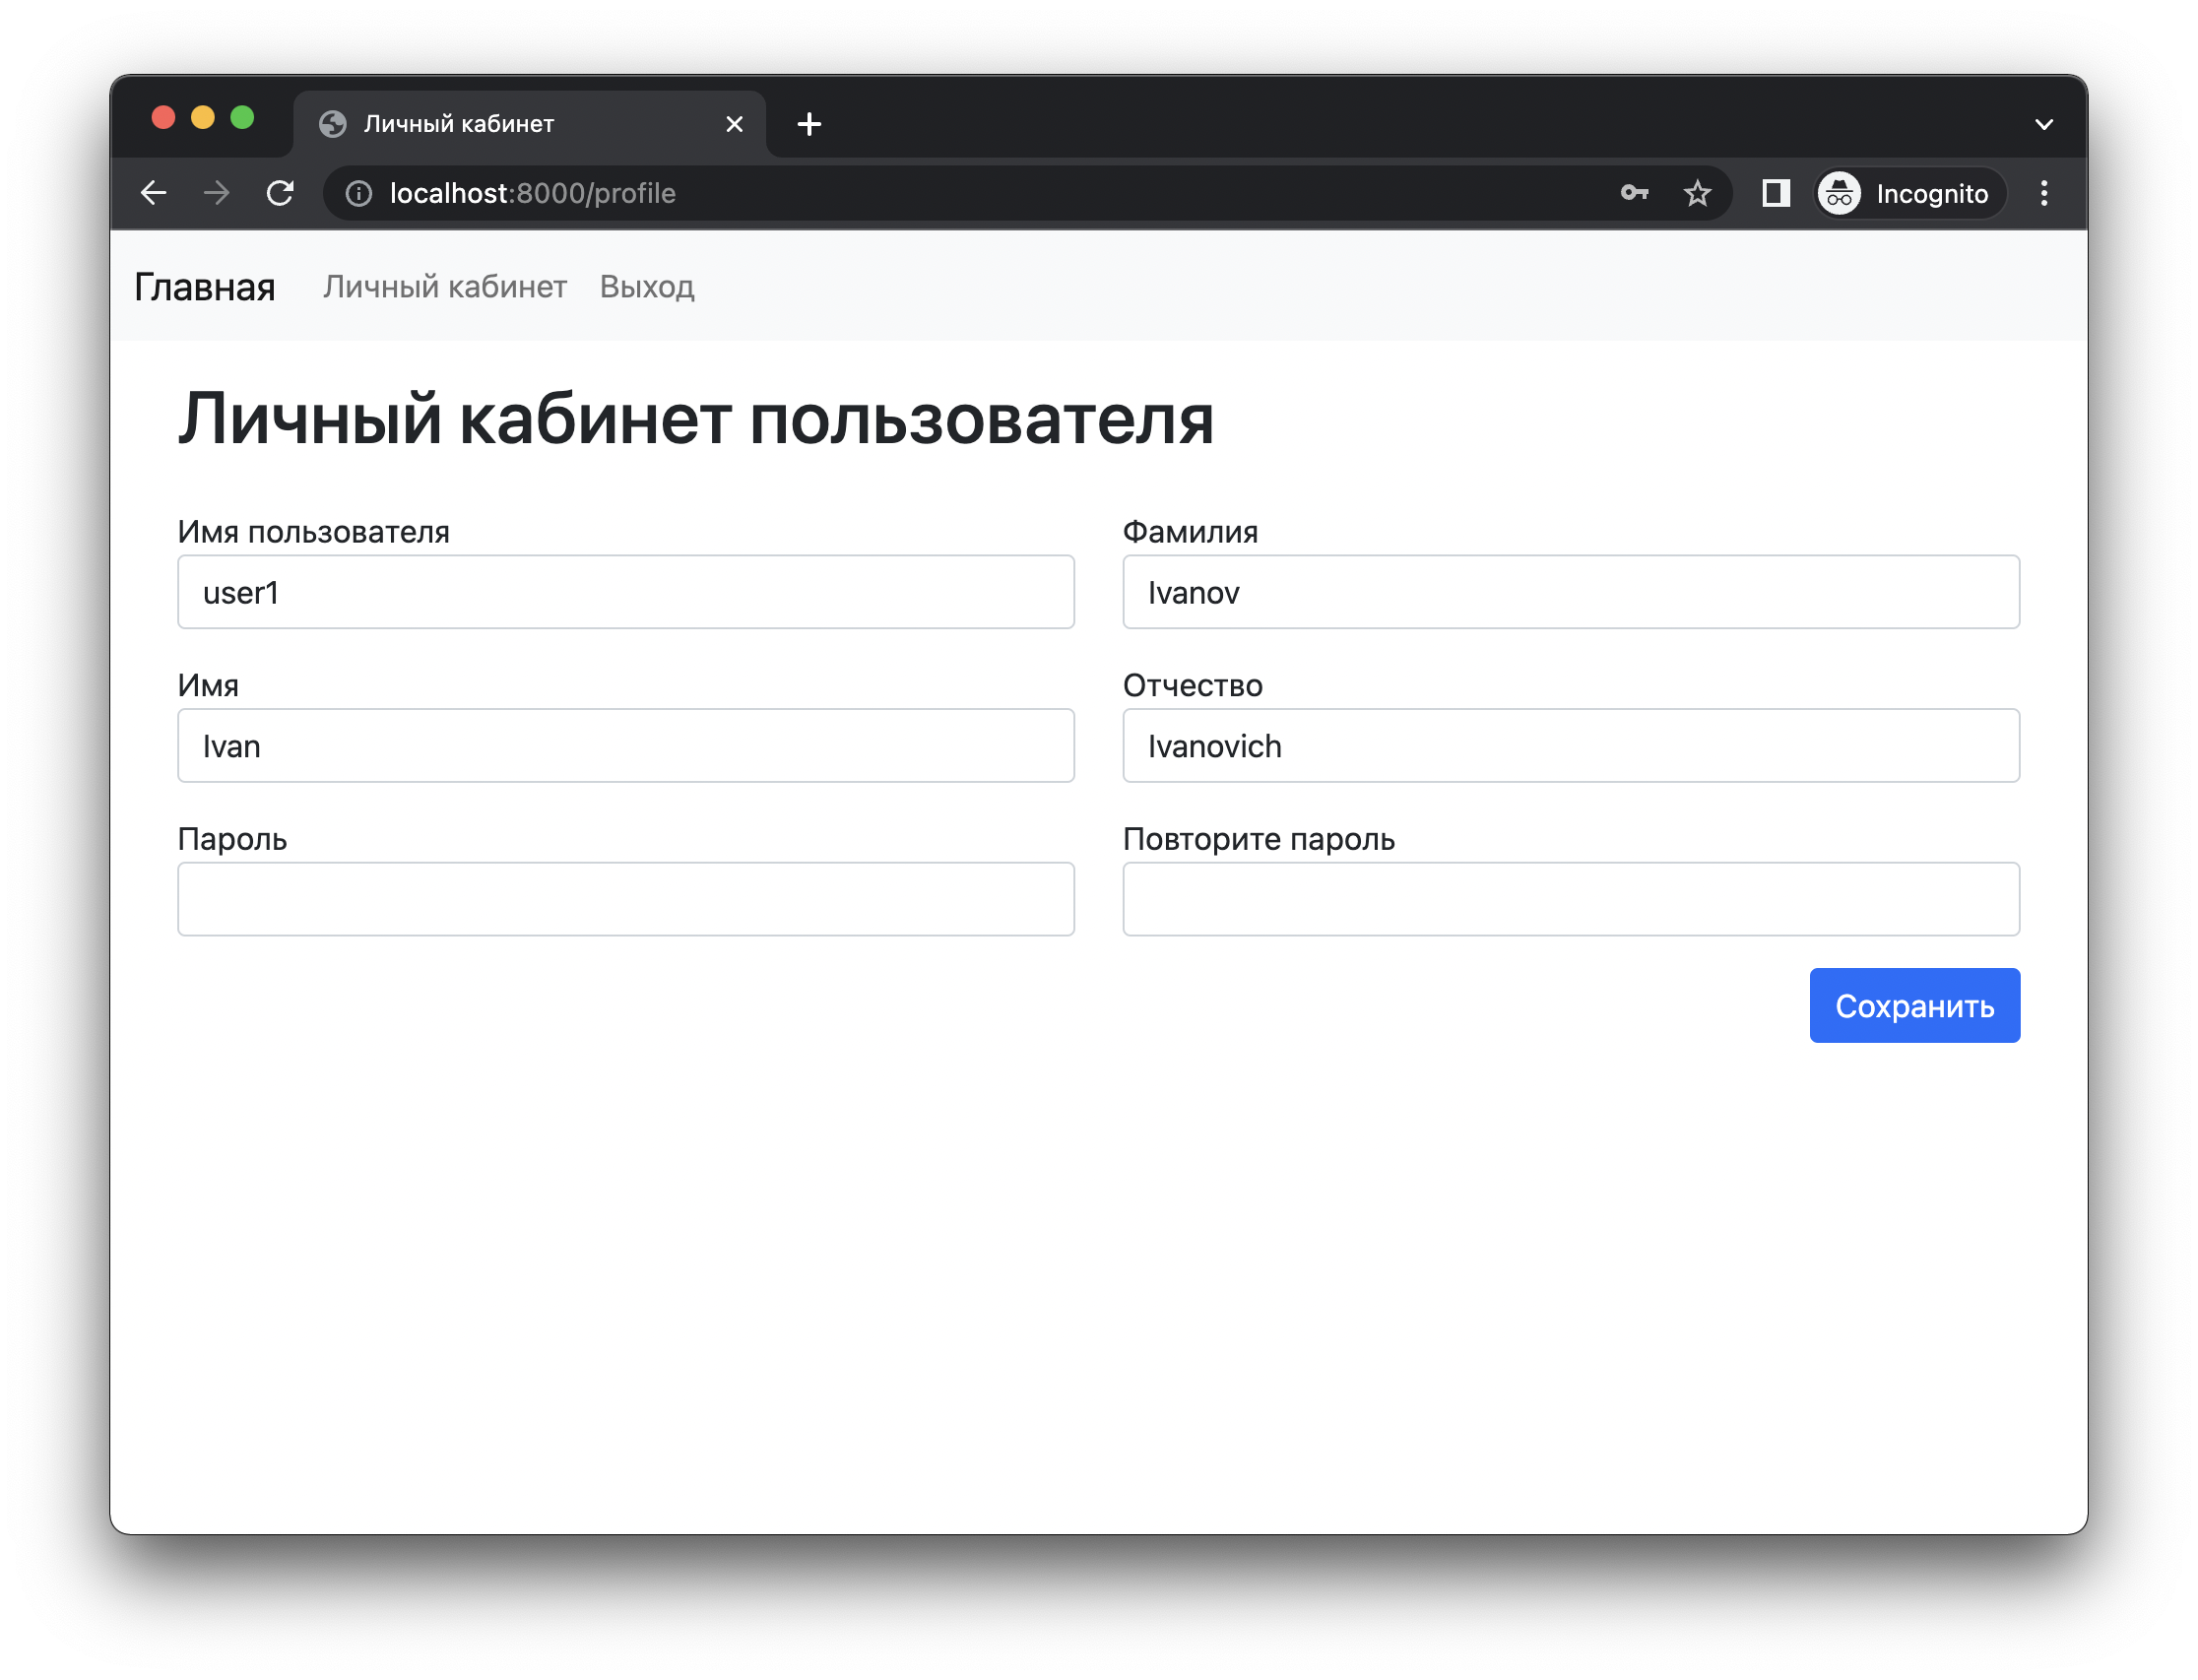 Личный кабинет
localhost:8000/profile
Incognito
Главная Личный кабинет Выход
Личный кабинет пользователя
Имя пользователя Фамилия
user1 Ivanov
Имя Отчество
Ivan Ivanovich
Пароль Повторите пароль
Сохранить